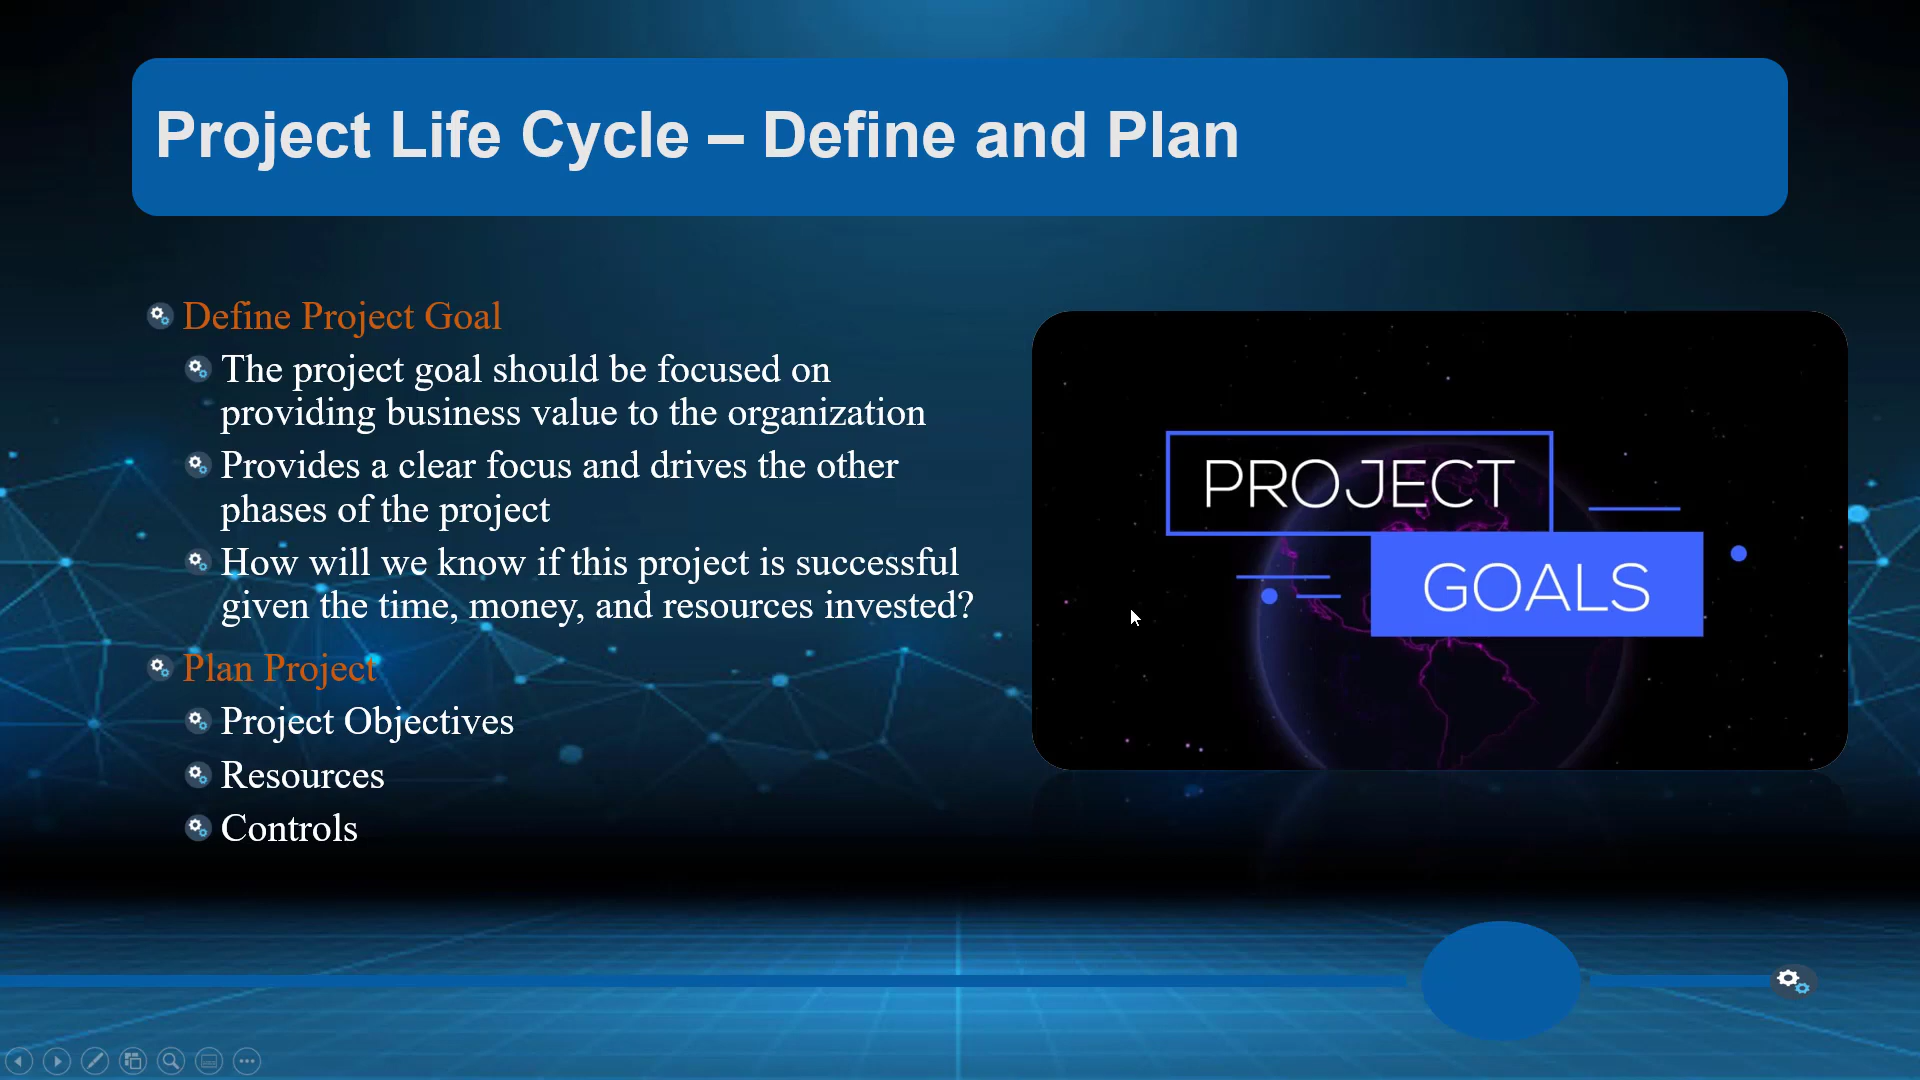 Project Life Cycle – Define and Plan
Define Project Goal
The project goal should be focused on
providing business value to the organization
Provides a clear focus and drives the other
phases of the project
How will we know if this project is successful
given the time, money, and resources invested?
Plan Project
Project Objectives
Resources
Controls
PROJECT
GOALS